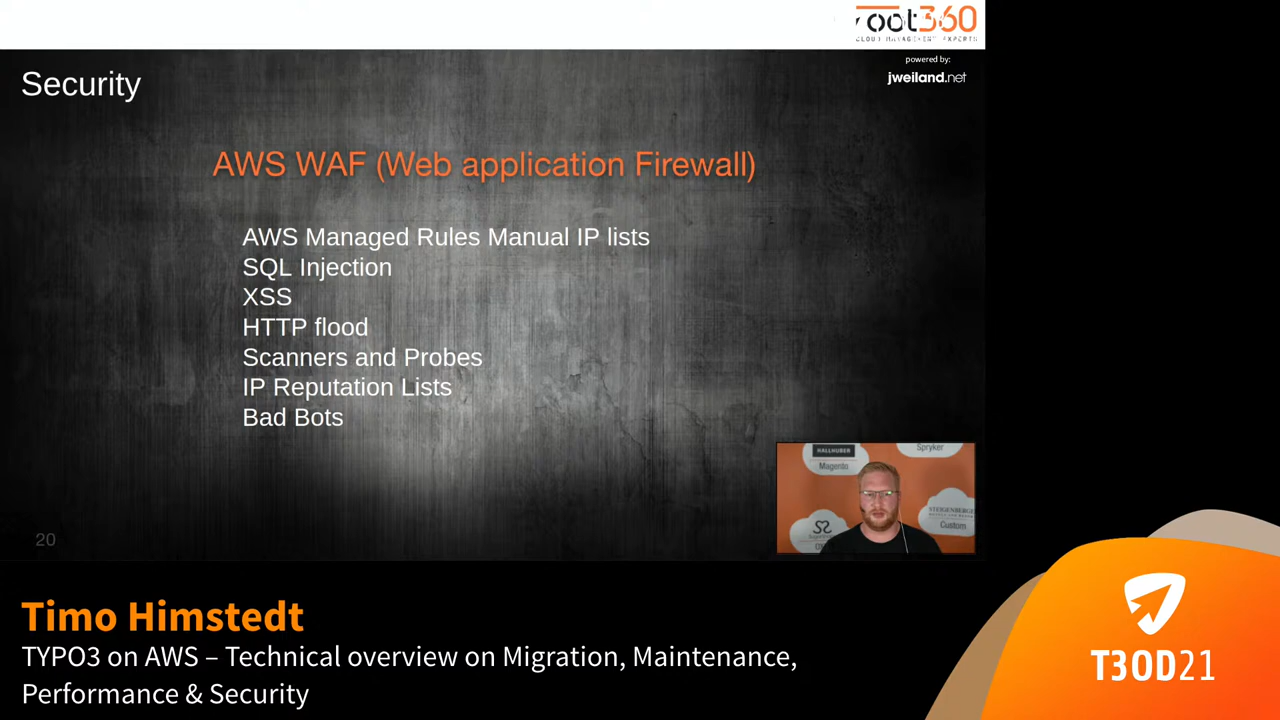 root360
CLOUD MANAGEMENT EXPERTS
powered by:
jweiland.net
Security
AWS WAF (Web application Firewall)
AWS Managed Rules Manual IP lists
SQL Injection
XSS
HTTP flood
Scanners and Probes
IP Reputation Lists
Bad Bots
HALLHUBER
Magento
Spryker
STEIGENBERGER
Custom
20
Timo Himstedt
TYPO3 on AWS – Technical overview on Migration, Maintenance,
Performance & Security
T3OD21